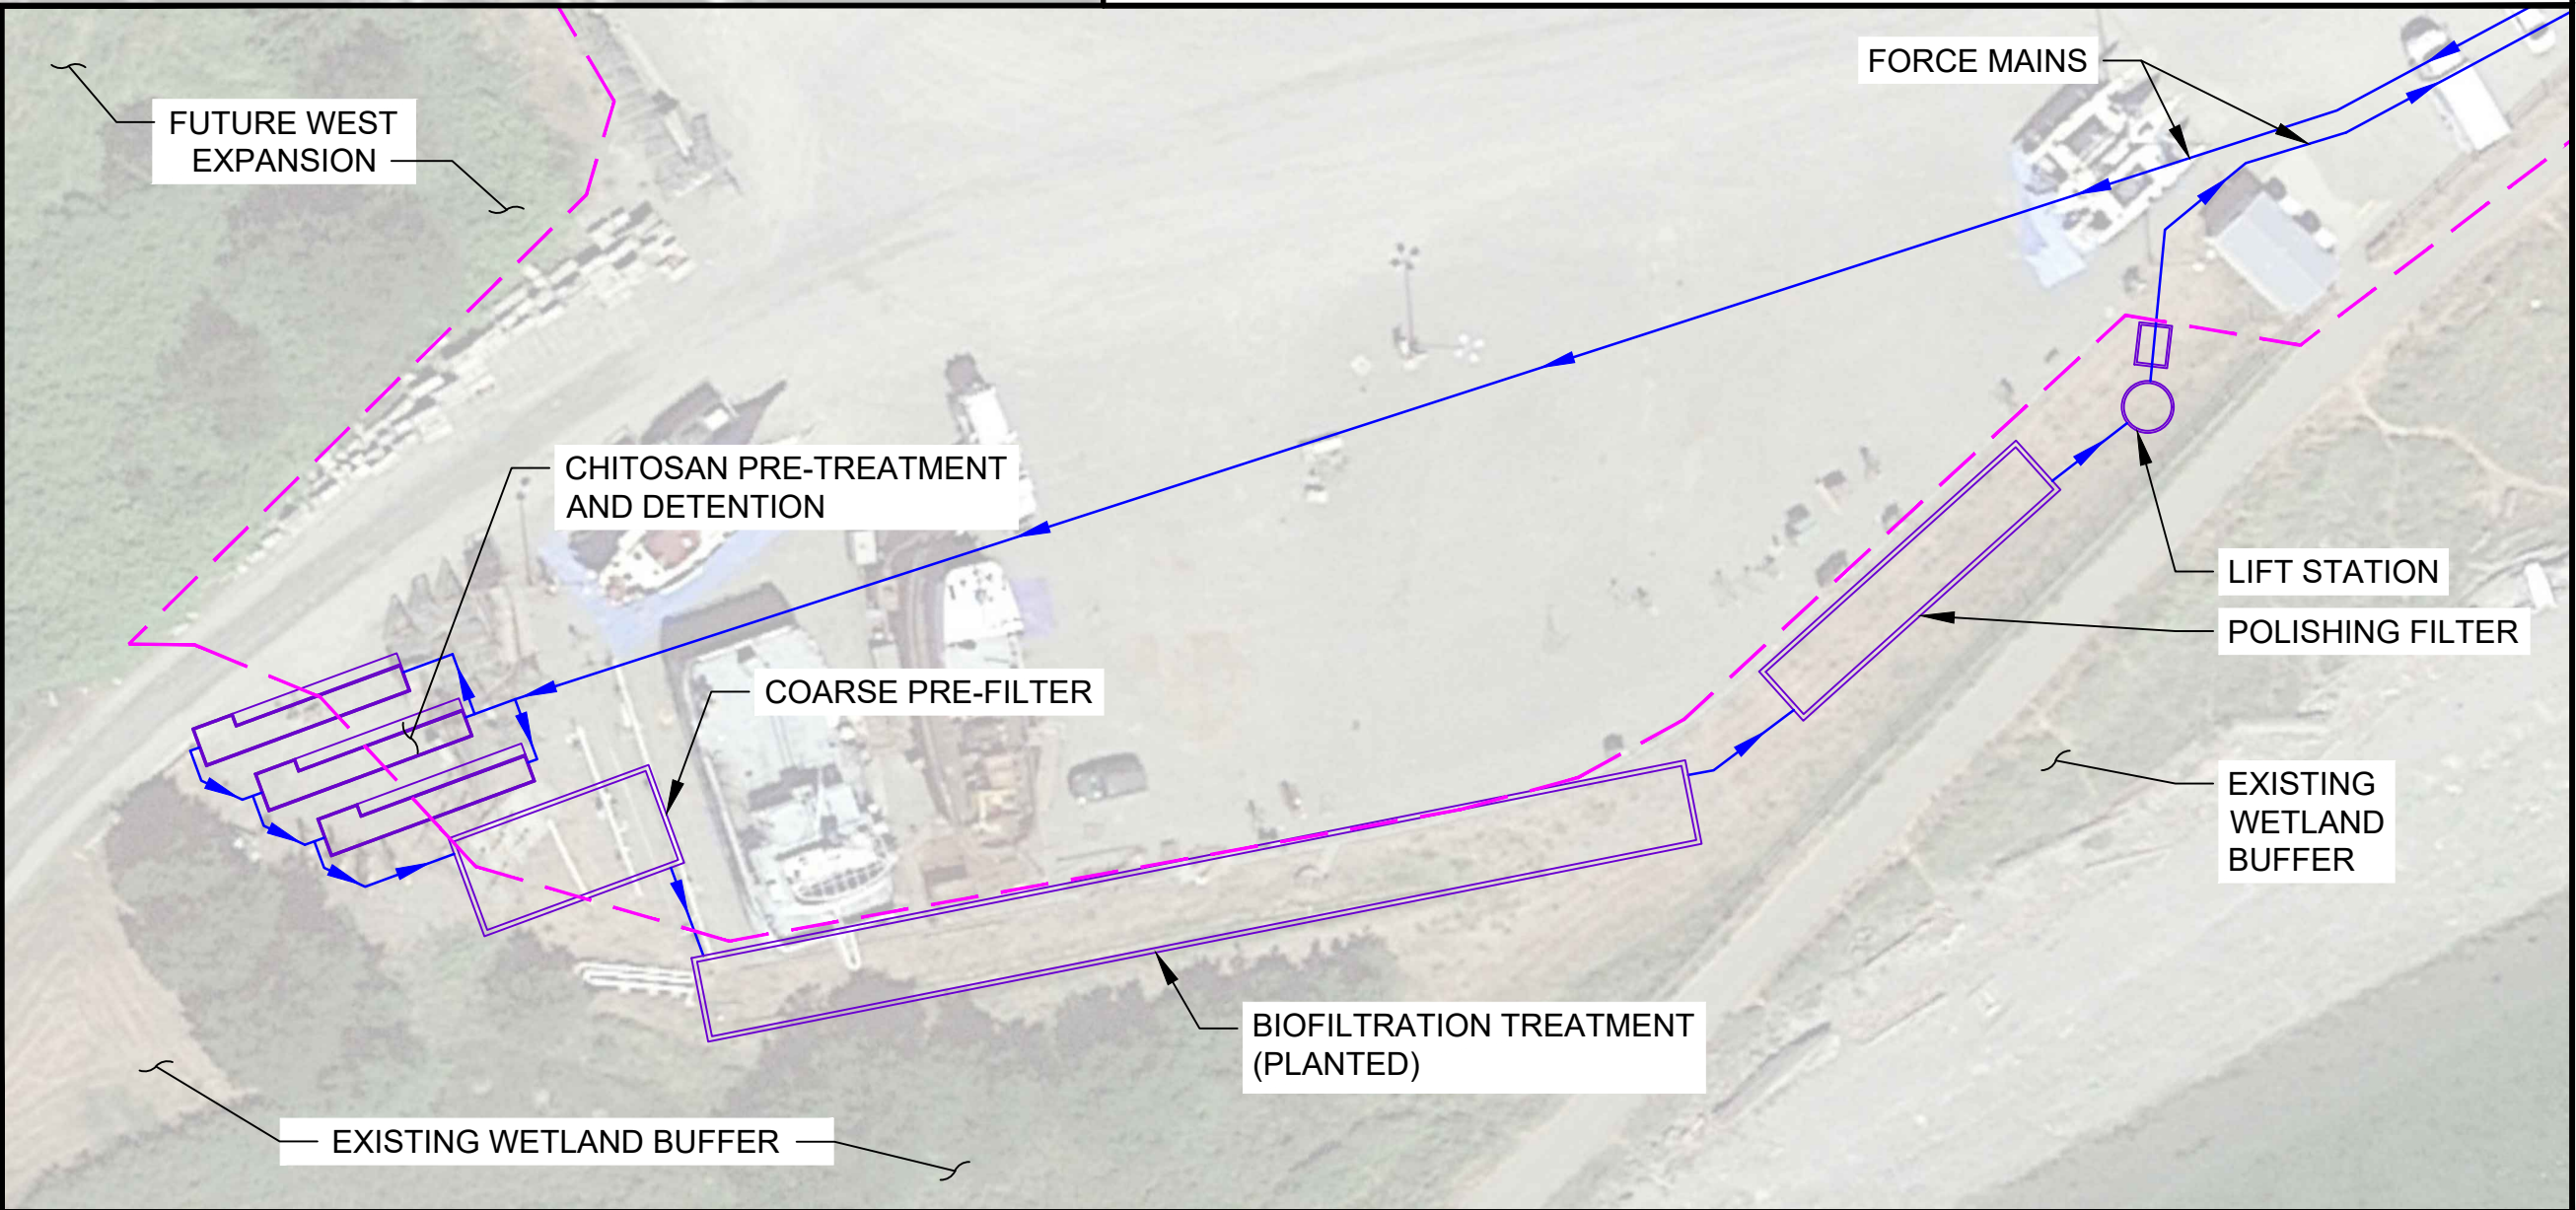 FORCE MAINS
FUTURE WEST
EXPANSION
CHITOSAN PRE-TREATMENT
AND DETENTION
LIFT STATION
POLISHING FILTER
COARSE PRE-FILTER
EXISTING
WETLAND
BUFFER
BIOFILTRATION TREATMENT
(PLANTED)
EXISTING WETLAND BUFFER